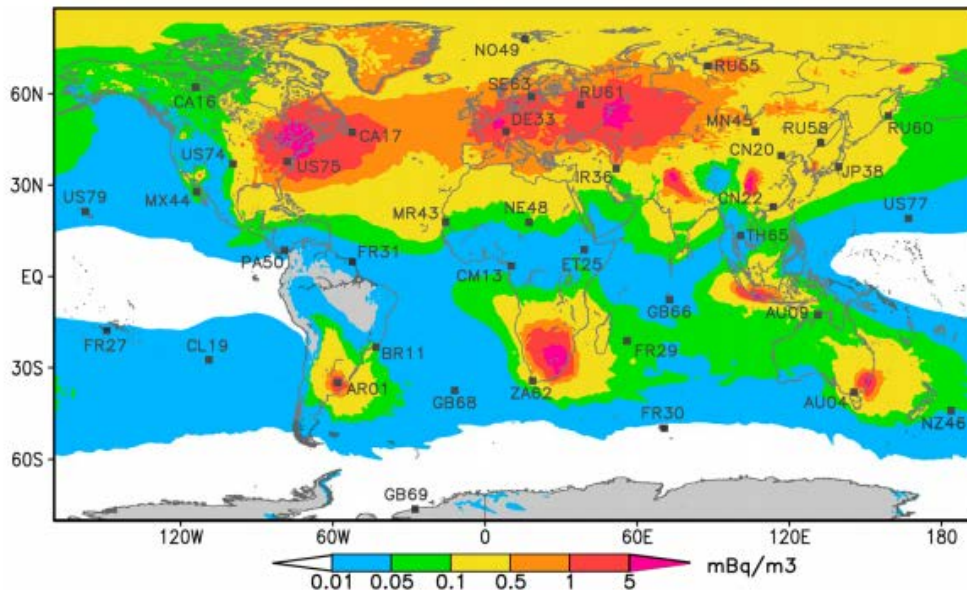 NO49
RU55
60N
CA16
SE63
RU61
DE33
CA17
MN45
RU58
RU60
US74
US75
CN20
30N
IR36
JP38
MX44
CN22
US79
MR43
NE48
US77
TH65
PA50
FR31
CM13
ET25
EQ
GB66
AU09
FR27
CL19
BR11
FR29
30S
AR01
GB68
ZA62
AU04
FR30
NZ46
60S
GB69
120W 60W 0 60E 120E 180
0.01 0.05 0.1 0.5 1 5 mBq/m3